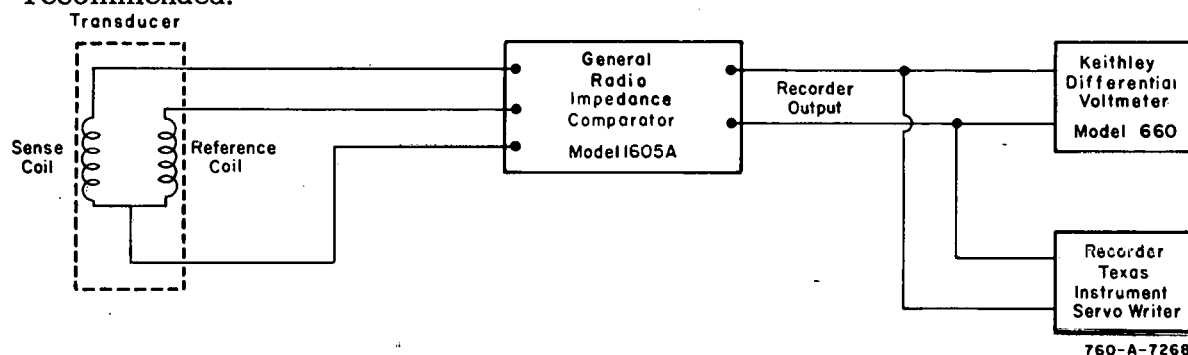 recommended.
Transducer
Sense
Coil
Reference
Coil
General
Radio
Impedance
Comparator
Model 1605A
Recorder
Output
Keithley
Differential
Voltmeter
Model 660
Recorder
Texas
Instrument
Servo Writer
760-A-7268